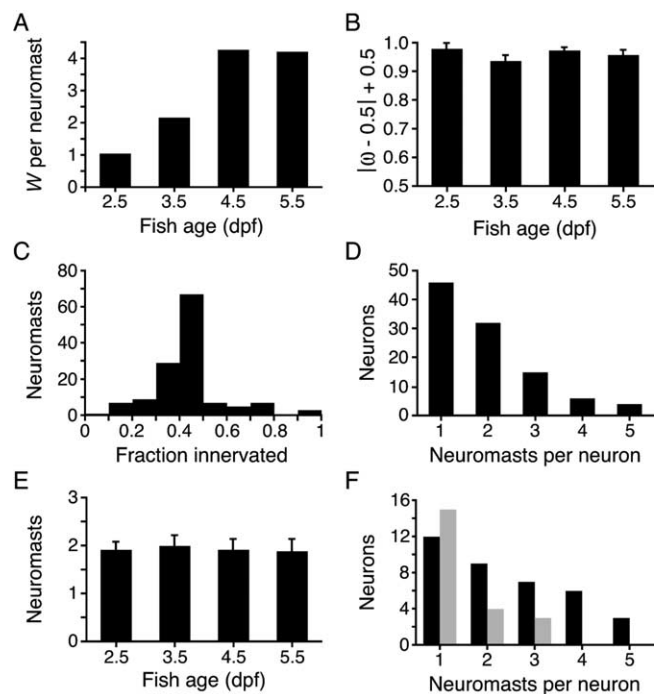 A
W per neuromast
4
3
2
1
0
2.5 3.5 4.5 5.5
Fish age (dpf)
B
|ω - 0.5| + 0.5
1.0
0.9
0.8
0.7
0.6
0.5
2.5 3.5 4.5 5.5
Fish age (dpf)
C
Neuromasts
80
60
40
20
0
0 0.2 0.4 0.6 0.8 1
Fraction innervated
D
Neurons
50
40
30
20
10
0
1 2 3 4 5
Neuromasts per neuron
E
Neuromasts
3
2
1
0
2.5 3.5 4.5 5.5
Fish age (dpf)
F
Neurons
16
12
8
4
0
1 2 3 4 5
Neuromasts per neuron